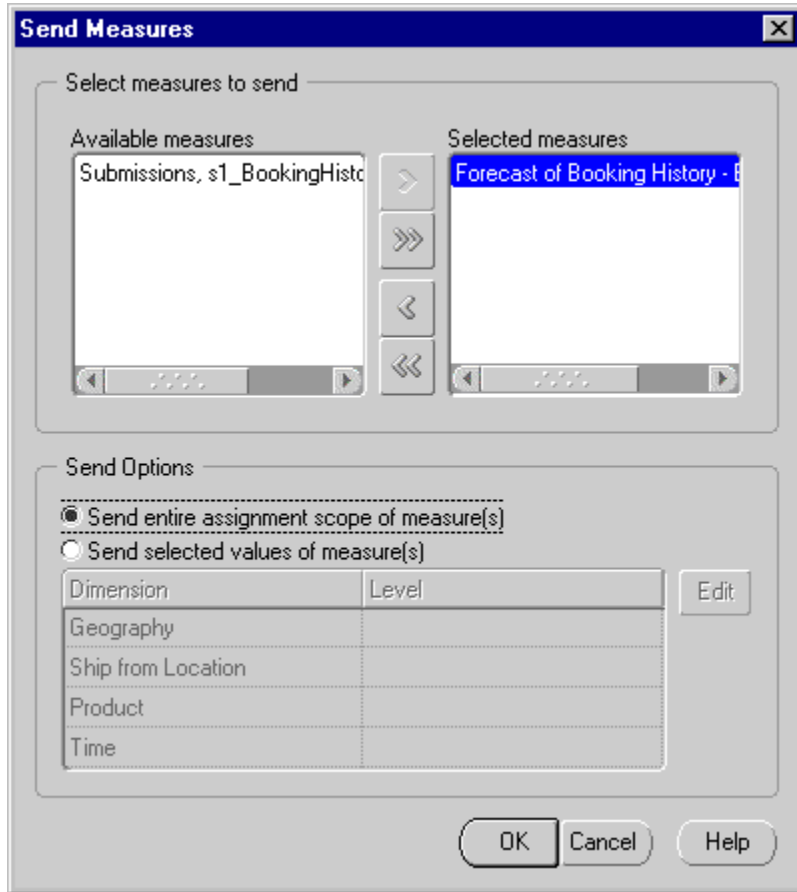 Send Measures
Select measures to send
Available measures
Selected measures
Submissions,
Forecast of Booking History -
Send Options
Send entire assignment scope of measure(s)
Send selected values of measure(s)
Dimension Level
Edit
Geography
Ship from Location
Product
Time
OK Cancel Help